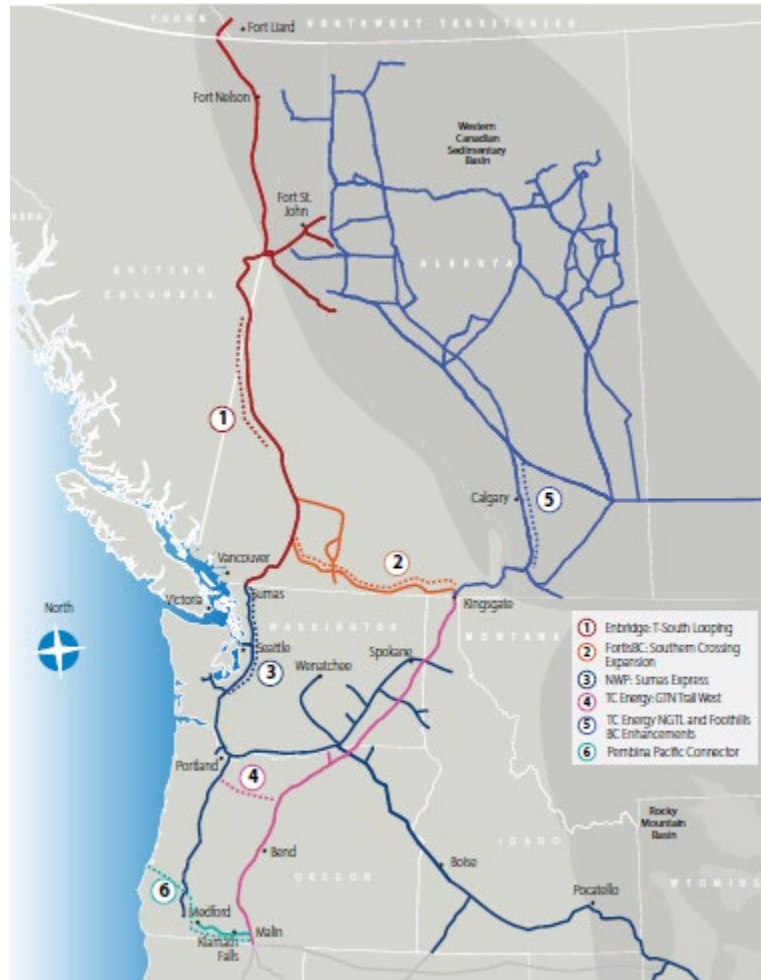 YUKON
NORTHWEST TERRITORIES
Fort Liard
Fort Nelson
Western
Canadian
Sedimentary
Basin
Fort St.
John
ALBERTA
BRITISH
COLUMBIA
1
Calgary
5
2
Vancouver
Sumas
Kingsgate
Victoria
North
WASHINGTON
MONTANA
Seattle
Spokane
Wenatchee
3
1 Enbridge: T-South Looping
2 FortisBC: Southern Crossing
Expansion
3 NWP: Sumas Express
4 TC Energy: GTN Trail West
5 TC Energy NGTL and Foothills
BC Enhancements
6 Pembina Pacific Connector
Portland
4
Rocky
Mountain
Basin
IDAHO
Bend
Boise
OREGON
WYOMING
6
Pocatello
Medford
Malin
Klamath
Falls